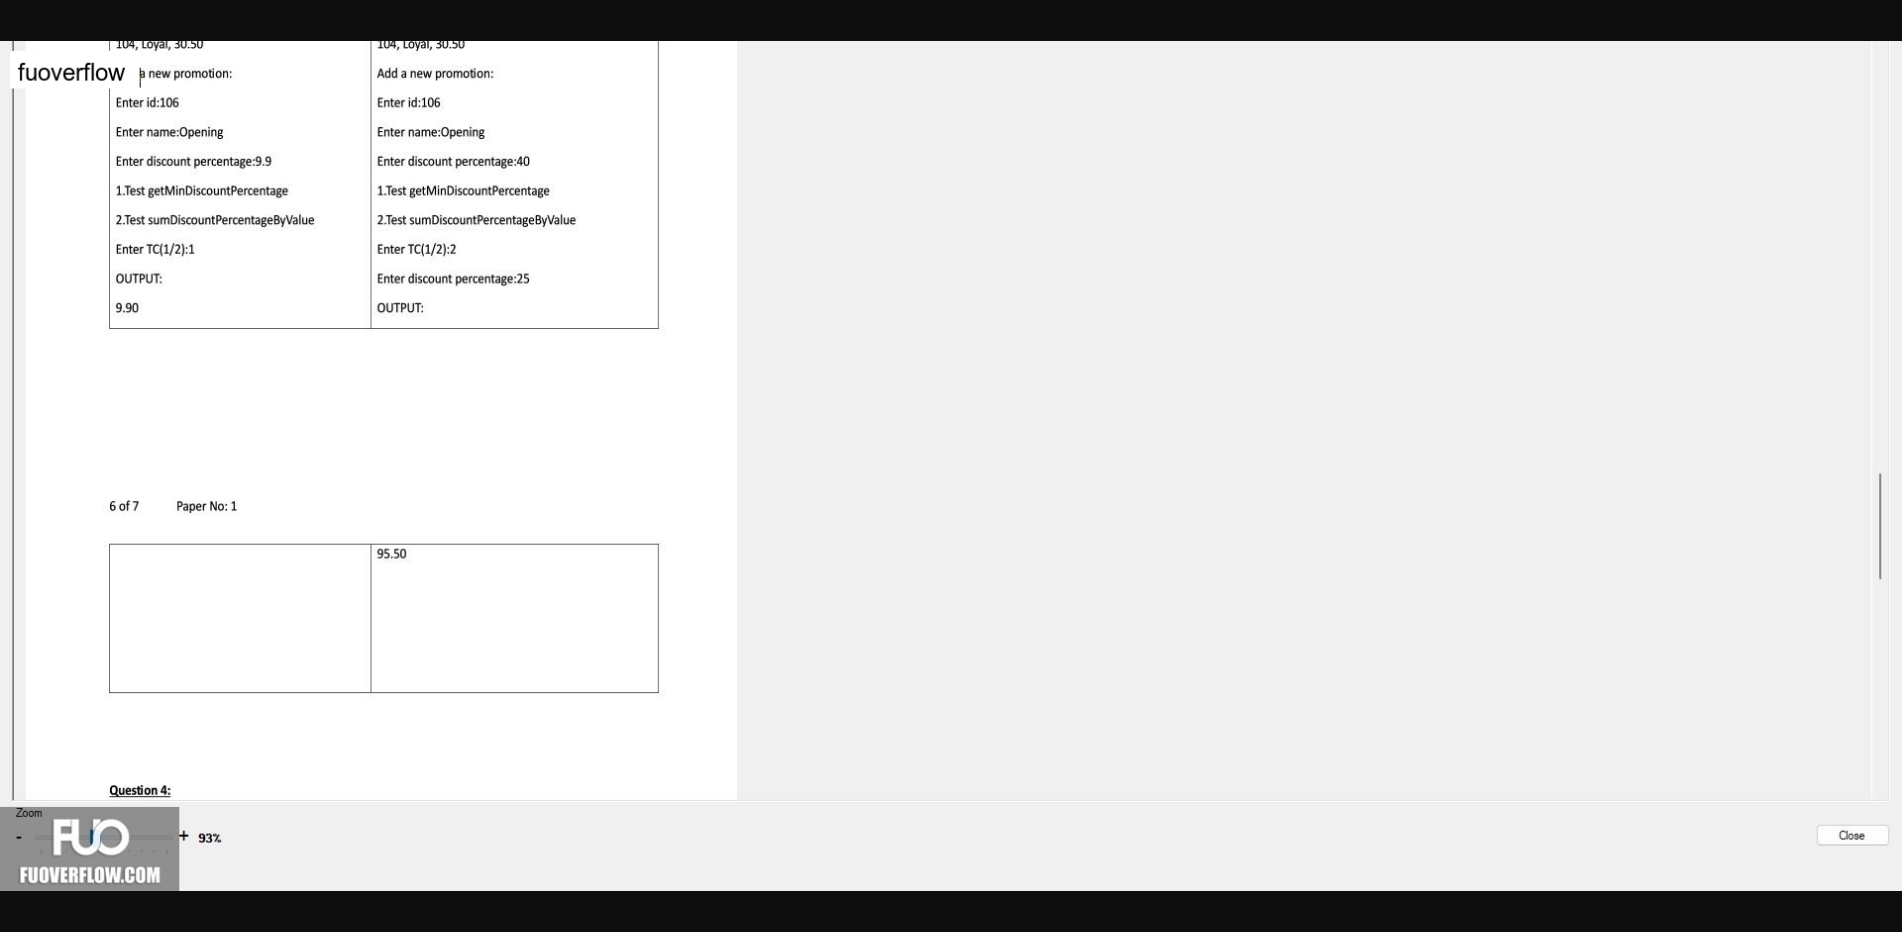 104, Loyal, 30.50
fuoverflow a new promotion:
Enter id:106
Enter name:Opening
Enter discount percentage:9.9
1.Test getMinDiscountPercentage
2.Test sumDiscountPercentageByValue
Enter TC(1/2):1
OUTPUT:
9.90
104, Loyal, 30.50
Add a new promotion:
Enter id:106
Enter name:Opening
Enter discount percentage:40
1.Test getMinDiscountPercentage
2.Test sumDiscountPercentageByValue
Enter TC(1/2):2
Enter discount percentage:25
OUTPUT:
6 of 7 Paper No: 1
95.50
Question 4:
Zoom
- + 93%
FUO
FUOVERFLOW.COM
Close